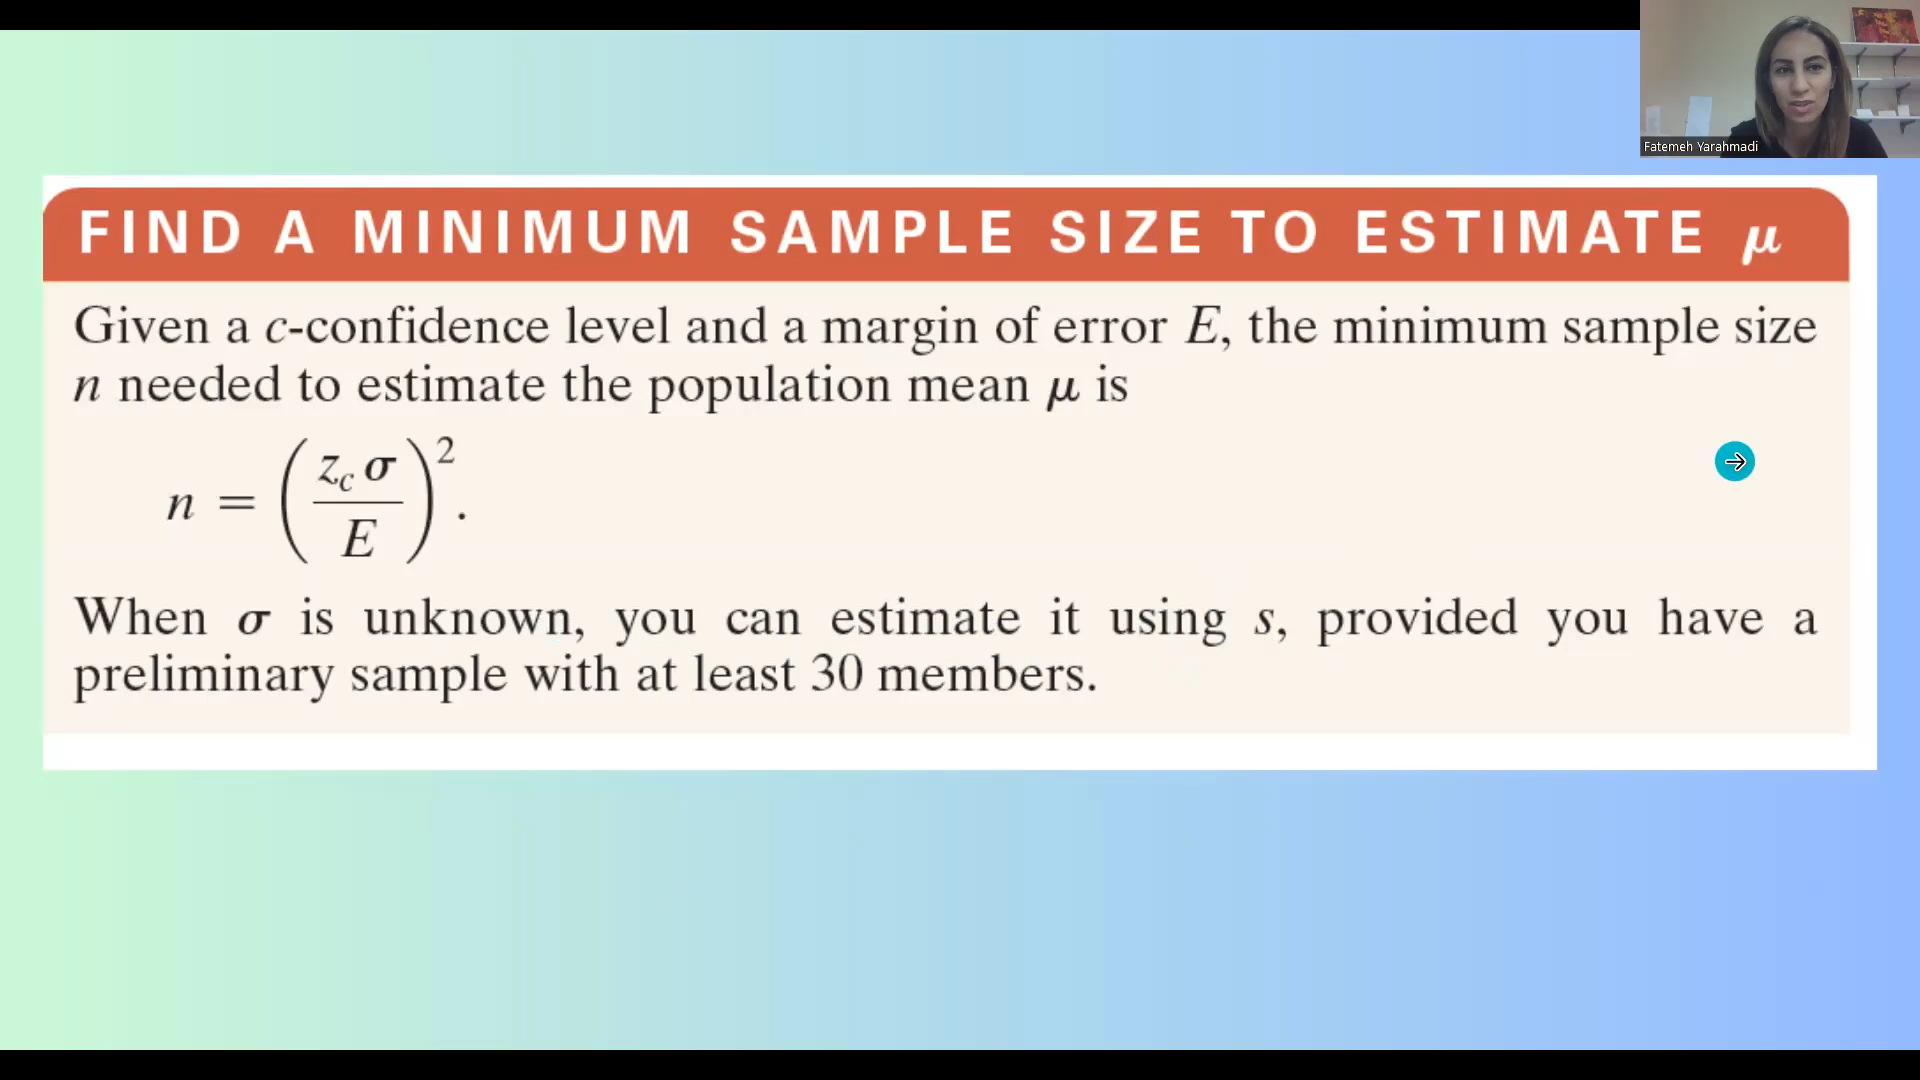 Fatemeh Yarahmadi
FIND A MINIMUM SAMPLE SIZE TO ESTIMATE μ
Given a c-confidence level and a margin of error E, the minimum sample size
n needed to estimate the population mean μ is
n = (z_c σ / E)^2.
When σ is unknown, you can estimate it using s, provided you have a
preliminary sample with at least 30 members.